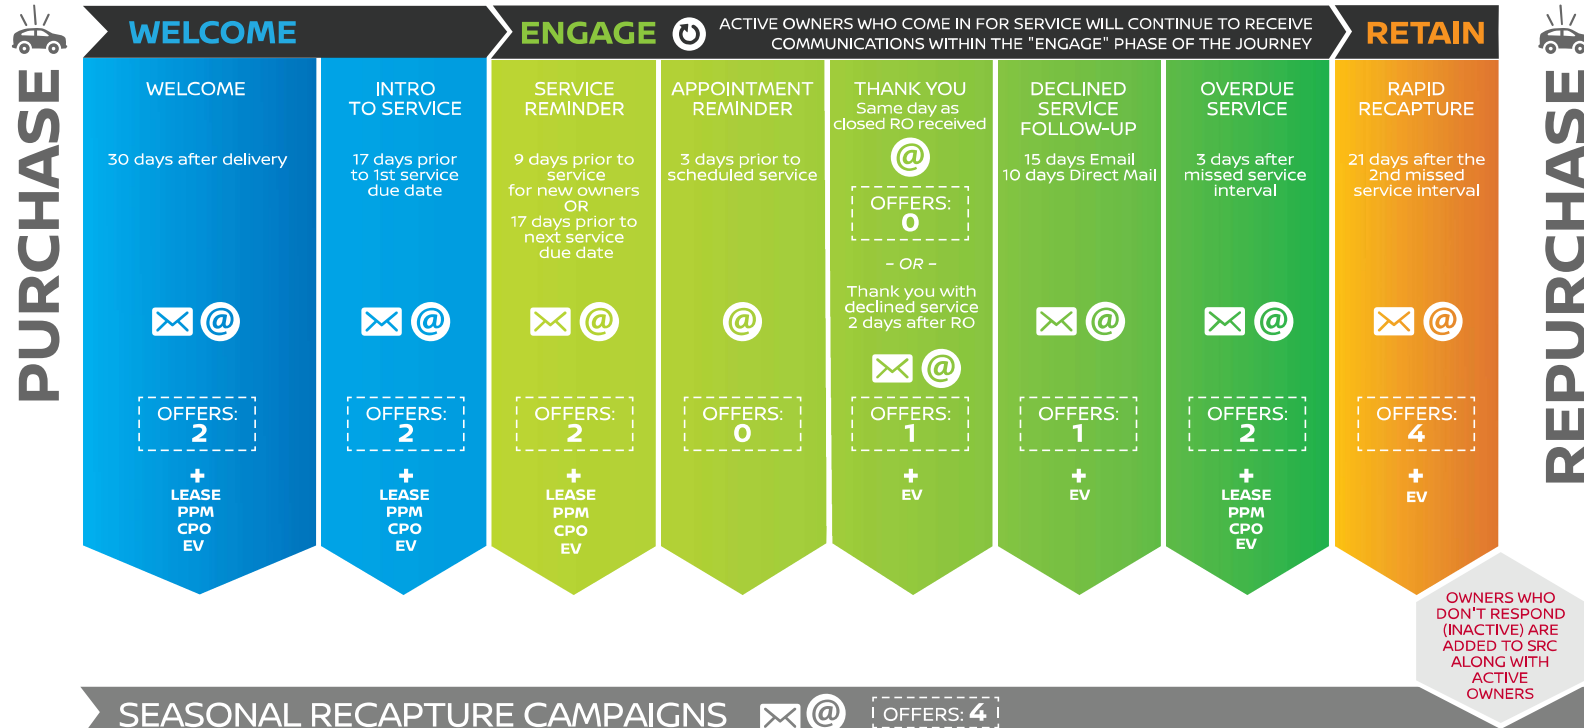 PURCHASE
WELCOME
ENGAGE
ACTIVE OWNERS WHO COME IN FOR SERVICE WILL CONTINUE TO RECEIVE
COMMUNICATIONS WITHIN THE "ENGAGE" PHASE OF THE JOURNEY
RETAIN
REPURCHASE
WELCOME
30 days after delivery
@
OFFERS:
2
+
LEASE
PPM
CPO
EV
INTRO
TO SERVICE
17 days prior
to 1st service
due date
@
OFFERS:
2
+
LEASE
PPM
CPO
EV
SERVICE
REMINDER
9 days prior to
service
for new owners
OR
17 days prior to
next service
due date
@
OFFERS:
2
+
LEASE
PPM
CPO
EV
APPOINTMENT
REMINDER
3 days prior to
scheduled service
@
OFFERS:
0
THANK YOU
Same day as
closed RO received
@
OFFERS:
0
– OR –
Thank you with
declined service
2 days after RO
@
OFFERS:
1
+
EV
DECLINED
SERVICE
FOLLOW-UP
15 days Email
10 days Direct Mail
@
OFFERS:
1
+
EV
OVERDUE
SERVICE
3 days after
missed service
interval
@
OFFERS:
2
+
LEASE
PPM
CPO
EV
RAPID
RECAPTURE
21 days after the
2nd missed
service interval
@
OFFERS:
4
+
EV
OWNERS WHO
DON'T RESPOND
(INACTIVE) ARE
ADDED TO SRC
ALONG WITH
ACTIVE
OWNERS
SEASONAL RECAPTURE CAMPAIGNS @ OFFERS: 4